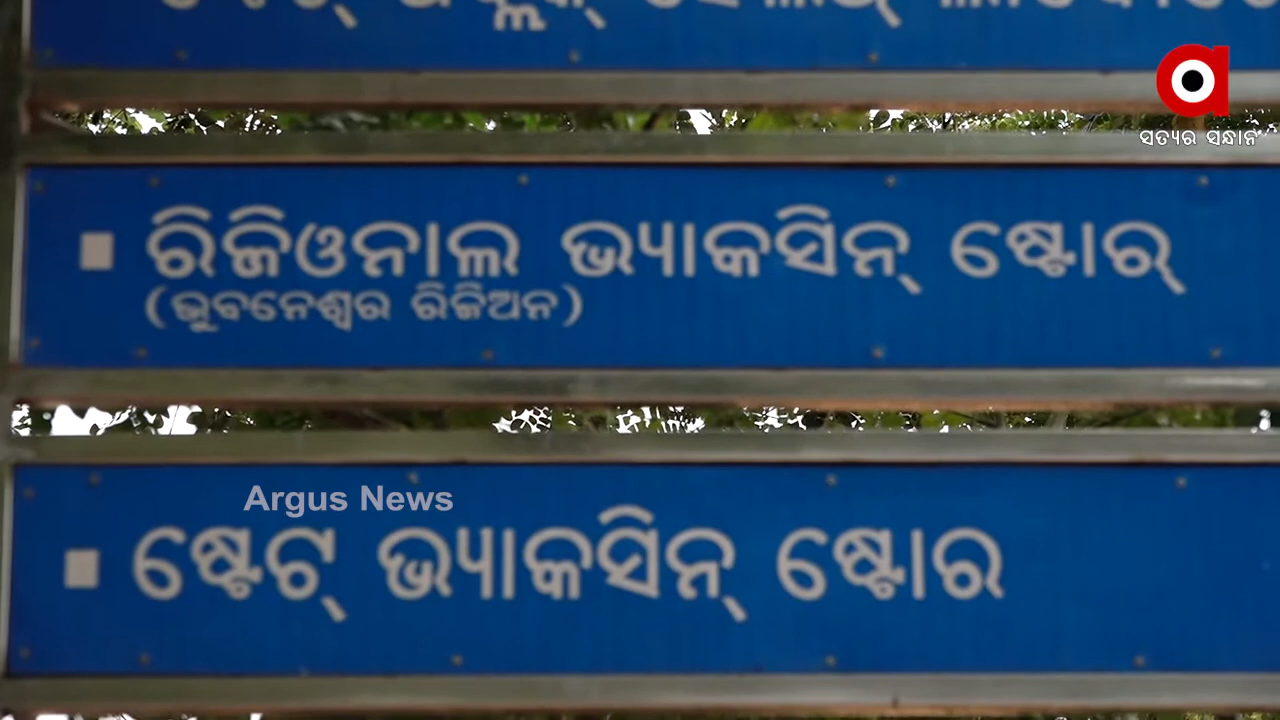 ସତ୍ୟର ସନ୍ଧାନ
ରିଜିଓନାଲ ଭ୍ୟାକସିନ୍ ଷ୍ଟୋର୍
(ଭୁବନେଶ୍ୱର ରିଜିଅନ)
Argus News
ଷ୍ଟେଟ୍ ଭ୍ୟାକସିନ୍ ଷ୍ଟୋର